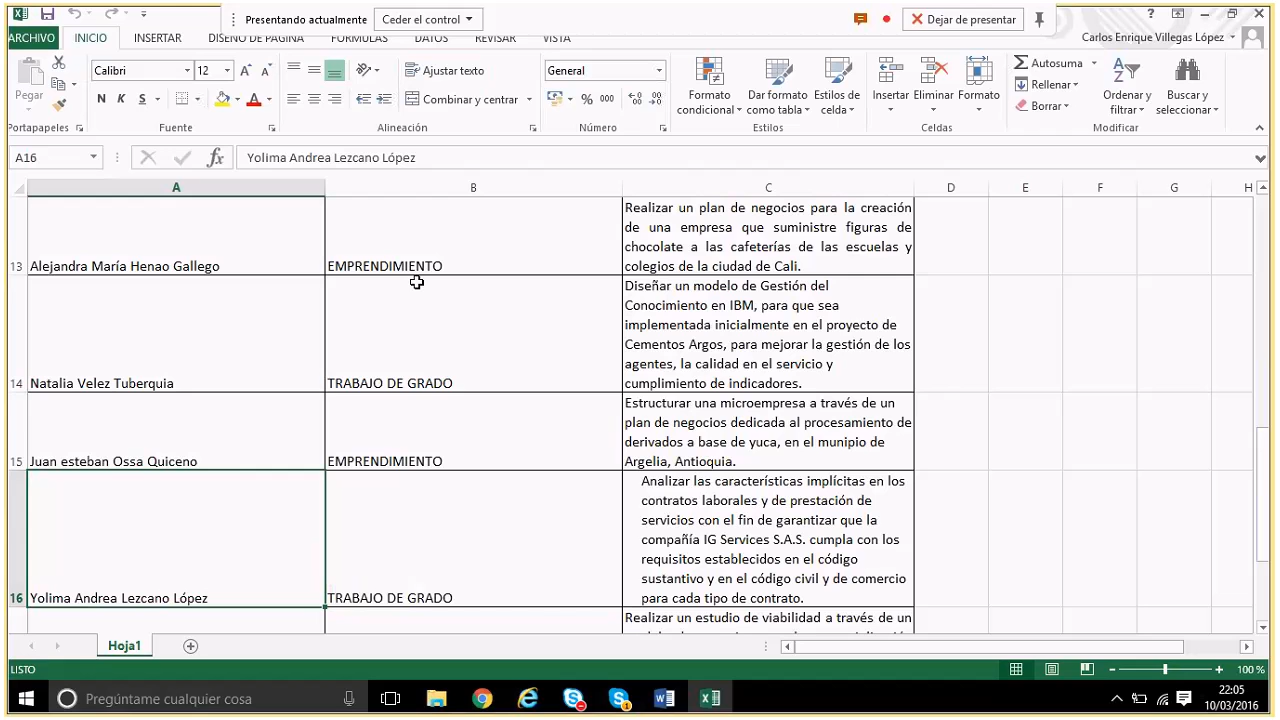 Presentando actualmente Ceder el control Dejar de presentar
ARCHIVO INICIO INSERTAR DISEÑO DE PÁGINA FÓRMULAS DATOS REVISAR VISTA Carlos Enrique Villegas López
Calibri 12 Ajustar texto General Autosuma
Pegar N K S Combinar y centrar % 000 Formato condicional Dar formato como tabla Estilos de celda Insertar Eliminar Formato Rellenar Borrar Ordenar y filtrar Buscar y seleccionar
Portapapeles Fuente Alineación Número Estilos Celdas Modificar
A16 fx Yolima Andrea Lezcano López
A B C D E F G H
Realizar un plan de negocios para la creación
de una empresa que suministre figuras de
chocolate a las cafeterías de las escuelas y
13 Alejandra María Henao Gallego EMPRENDIMIENTO colegios de la ciudad de Cali.
Diseñar un modelo de Gestión del
Conocimiento en IBM, para que sea
implementada inicialmente en el proyecto de
Cementos Argos, para mejorar la gestión de los
agentes, la calidad en el servicio y
14 Natalia Velez Tuberquia TRABAJO DE GRADO cumplimiento de indicadores.
Estructurar una microempresa a través de un
plan de negocios dedicada al procesamiento de
derivados a base de yuca, en el munipio de
15 Juan esteban Ossa Quiceno EMPRENDIMIENTO Argelia, Antioquia.
Analizar las características implícitas en los
contratos laborales y de prestación de
servicios con el fin de garantizar que la
compañía IG Services S.A.S. cumpla con los
requisitos establecidos en el código
sustantivo y en el código civil y de comercio
16 Yolima Andrea Lezcano López TRABAJO DE GRADO para cada tipo de contrato.
Realizar un estudio de viabilidad a través de un
Hoja1
LISTO 100 %
Pregúntame cualquier cosa 22:05
10/03/2016